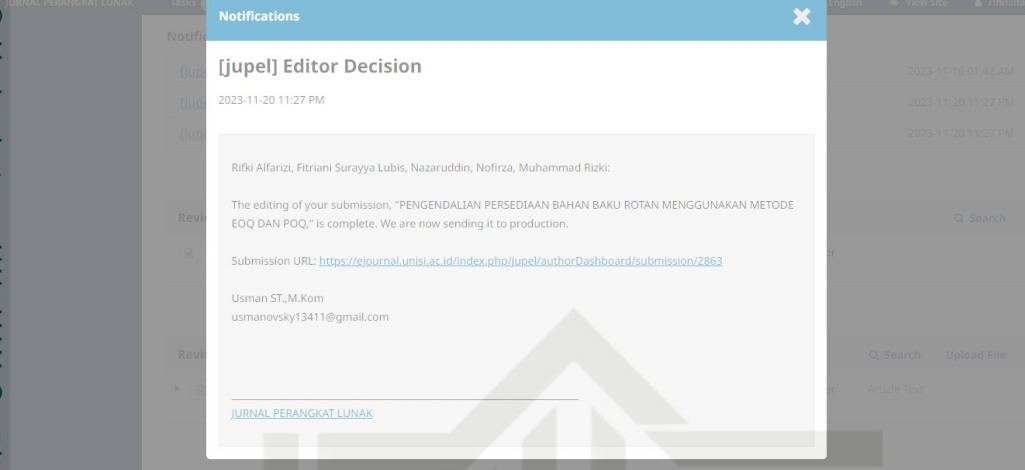 JURNAL PERANGKAT LUNAK Tasks English View Site
Notifications
[jupel] Editor Decision
2023-11-20 11:27 PM
2023-11-16 01:42 AM
2023-11-20 11:27 PM
2023-11-20 11:27 PM
Rifki Alfarizi, Fitriani Surayya Lubis, Nazaruddin, Nofirza, Muhammad Rizki:
The editing of your submission, "PENGENDALIAN PERSEDIAAN BAHAN BAKU ROTAN MENGGUNAKAN METODE
EOQ DAN POQ," is complete. We are now sending it to production.
Submission URL: https://ejournal.unisi.ac.id/index.php/jupel/authorDashboard/submission/2863
Usman ST.,M.Kom
usmanovsky13411@gmail.com
JURNAL PERANGKAT LUNAK
Search
Search Upload File
Article Text